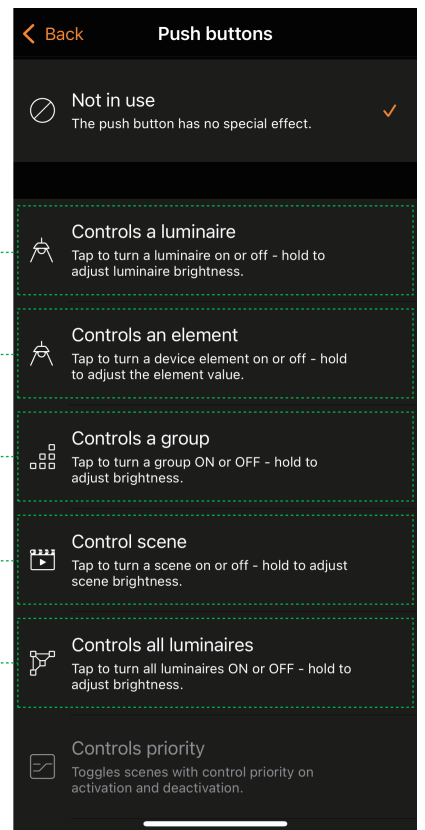 Back
Push buttons
Not in use
The push button has no special effect.
Controls a luminaire
Tap to turn a luminaire on or off - hold to
adjust luminaire brightness.
Controls an element
Tap to turn a device element on or off - hold
to adjust the element value.
Controls a group
Tap to turn a group ON or OFF - hold to
adjust brightness.
Control scene
Tap to turn a scene on or off - hold to adjust
scene brightness.
Controls all luminaires
Tap to turn all luminaires ON or OFF - hold to
adjust brightness.
Controls priority
Toggles scenes with control priority on
activation and deactivation.